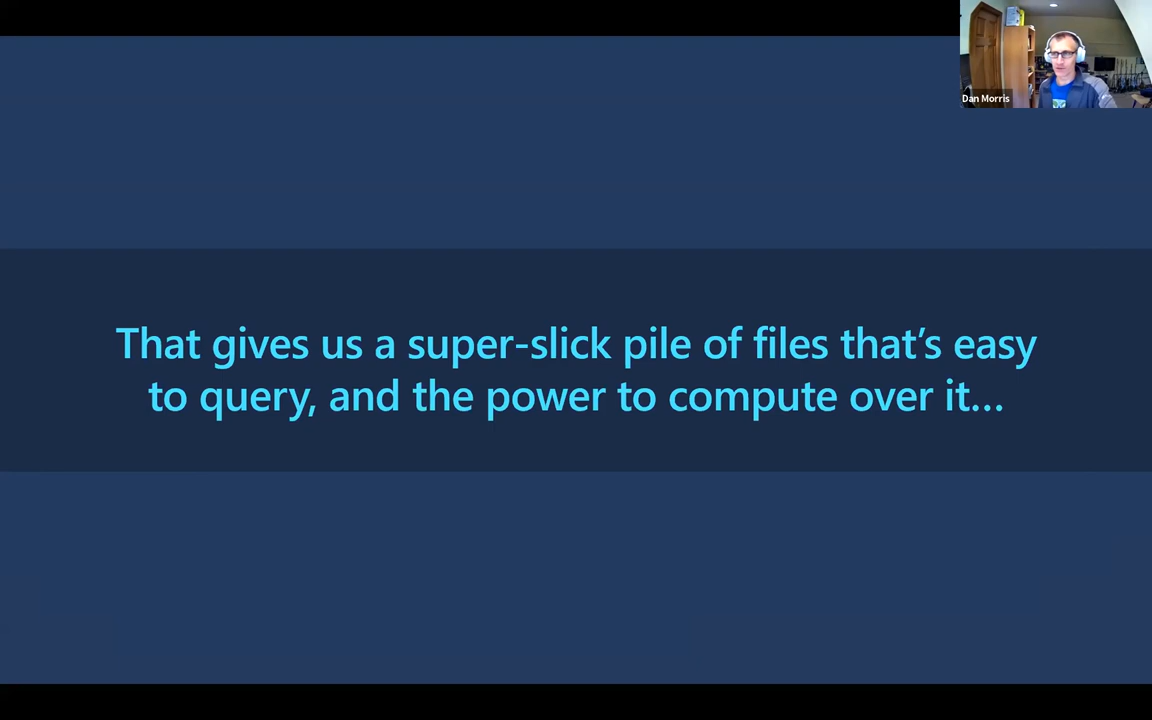 Dan Morris
That gives us a super-slick pile of files that’s easy
to query, and the power to compute over it…